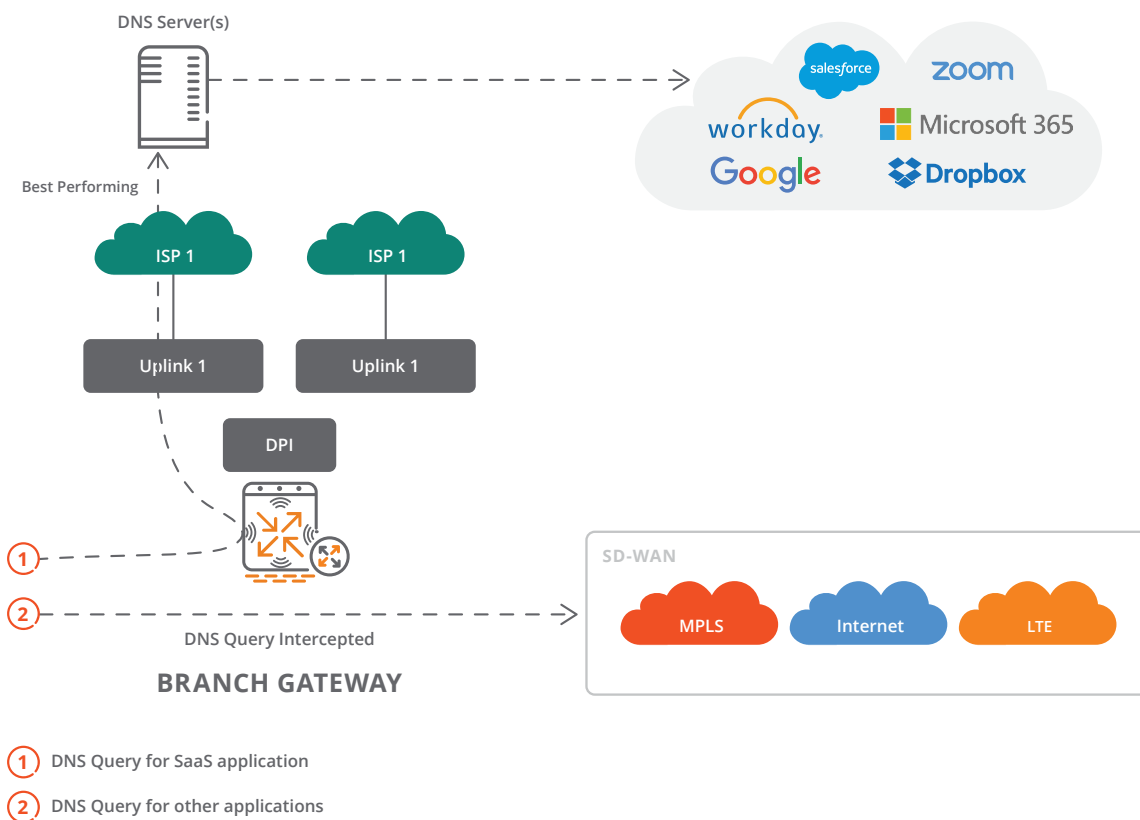 DNS Server(s)
salesforce
zoom
workday.
Microsoft 365
Google
Dropbox
Best Performing
ISP 1
ISP 1
Uplink 1
Uplink 1
DPI
1
SD-WAN
2
MPLS
Internet
LTE
DNS Query Intercepted
BRANCH GATEWAY
1 DNS Query for SaaS application
2 DNS Query for other applications